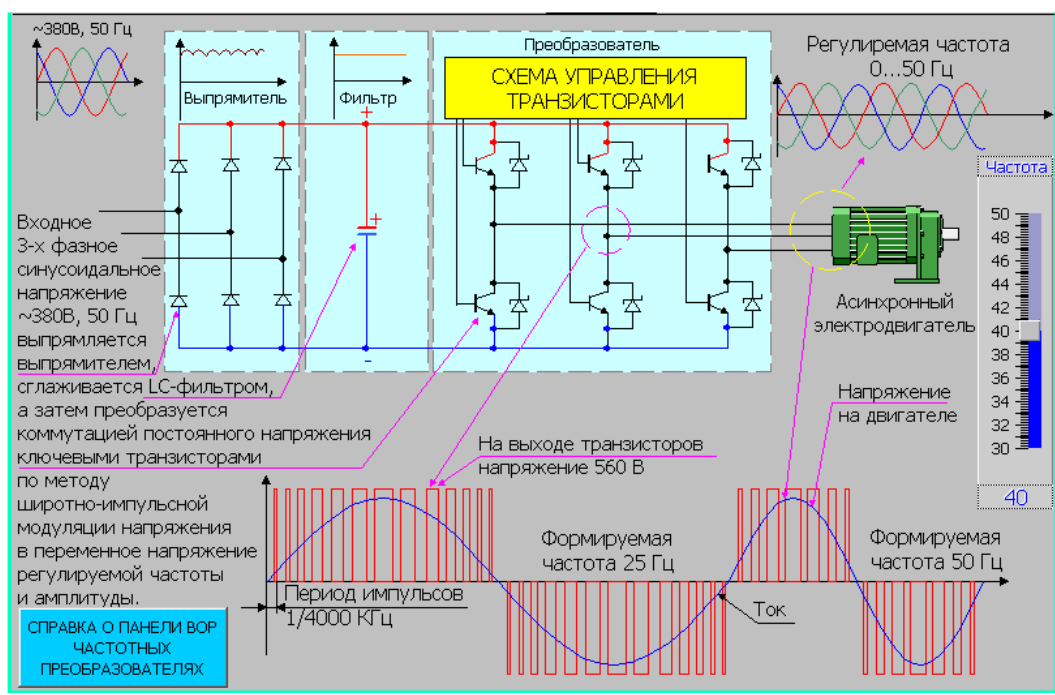 ~380В, 50 Гц
Выпрямитель
Фильтр
Преобразователь
СХЕМА УПРАВЛЕНИЯ
ТРАНЗИСТОРАМИ
Регулиремая частота
0...50 Гц
+
+
-
Входное
3-х фазное
синусоидальное
напряжение
~380В, 50 Гц
выпрямляется
выпрямителем,
сглаживается LC-фильтром,
а затем преобразуется
коммутацией постоянного напряжения
ключевыми транзисторами
по методу
широтно-импульсной
модуляции напряжения
в переменное напряжение
регулируемой частоты
и амплитуды.
Асинхронный
электродвигатель
Частота
50
48
46
44
42
40
38
36
34
32
30
40
Напряжение
на двигателе
На выходе транзисторов
напряжение 560 В
Формируемая
частота 25 Гц
Формируемая
частота 50 Гц
Период импульсов
1/4000 КГц
Ток
СПРАВКА О ПАНЕЛИ ВОР
ЧАСТОТНЫХ
ПРЕОБРАЗОВАТЕЛЯХ